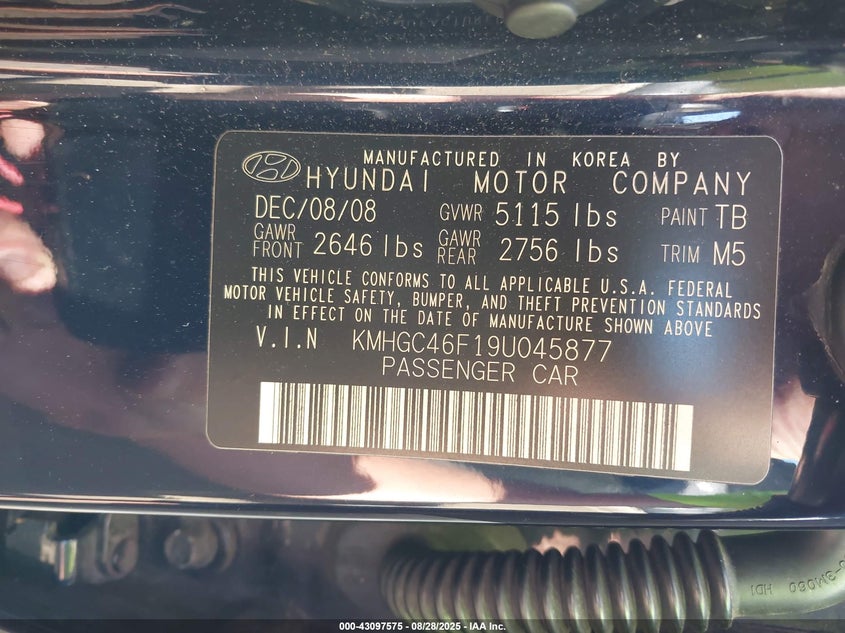 MANUFACTURED IN KOREA BY
HYUNDAI MOTOR COMPANY
DEC/08/08 GVWR 5115 lbs PAINT TB
GAWR FRONT 2646 lbs GAWR REAR 2756 lbs TRIM M5
THIS VEHICLE CONFORMS TO ALL APPLICABLE U.S.A. FEDERAL
MOTOR VEHICLE SAFETY, BUMPER, AND THEFT PREVENTION STANDARDS
IN EFFECT ON THE DATE OF MANUFACTURE SHOWN ABOVE
V.I.N KMHGC46F19U045877
PASSENGER CAR
-3M060
HDI
000-43097575 - 08/28/2025 - IAA Inc.